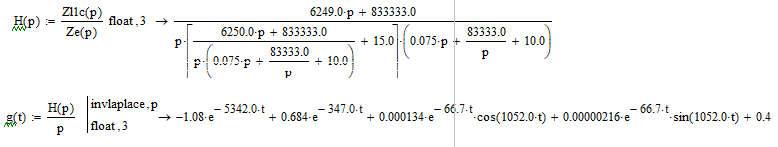 H(p) := Zl1c(p)/Ze(p) float,3 → (6249.0·p + 833333.0)/(p·[(6250.0·p + 833333.0)/(p·(0.075·p + 83333.0/p + 10.0)) + 15.0]·(0.075·p + 83333.0/p + 10.0))
g(t) := H(p)/p | invlaplace,p float,3 → -1.08·e^(-5342.0·t) + 0.684·e^(-347.0·t) + 0.000134·e^(-66.7·t)·cos(1052.0·t) + 0.00000216·e^(-66.7·t)·sin(1052.0·t) + 0.4